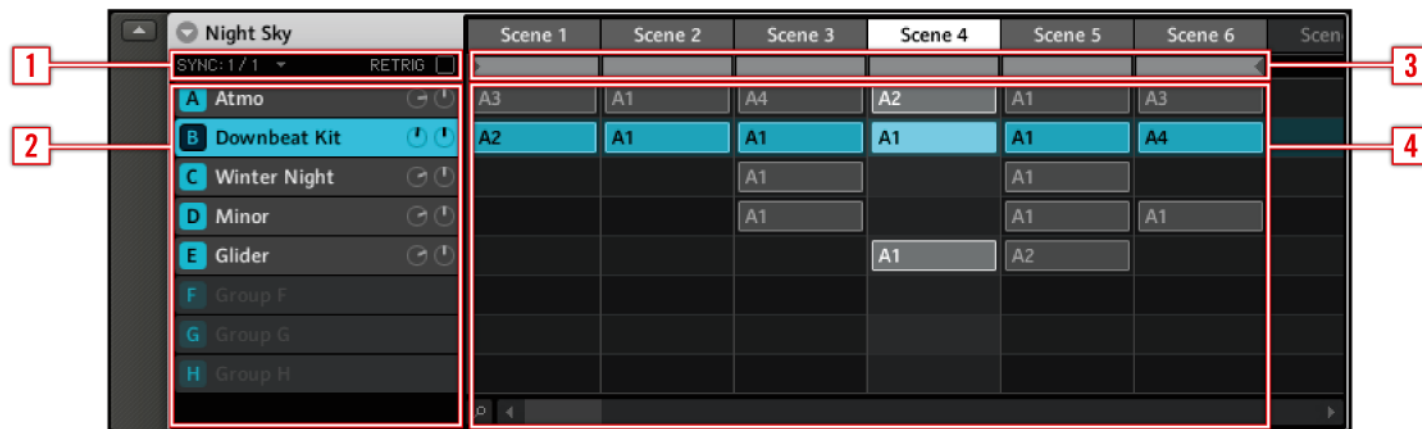 Night Sky Scene 1 Scene 2 Scene 3 Scene 4 Scene 5 Scene 6 Scen
1 SYNC: 1 / 1 RETRIG 3
A Atmo A3 A1 A4 A2 A1 A3
2 B Downbeat Kit A2 A1 A1 A1 A1 A4 4
C Winter Night A1 A1
D Minor A1 A1 A1
E Glider A1 A2
F Group F
G Group G
H Group H